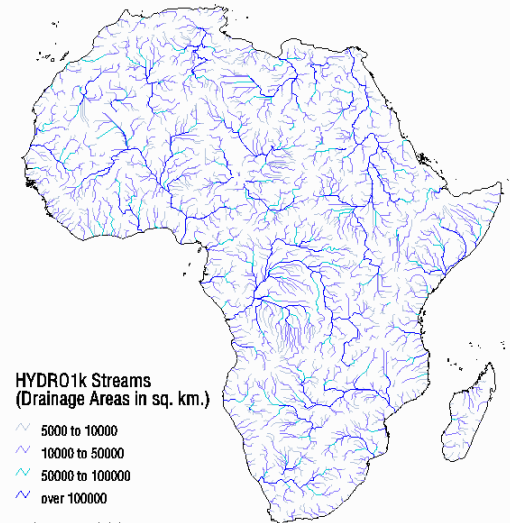 HYDRO1k Streams
(Drainage Areas in sq. km.)
5000 to 10000
10000 to 50000
50000 to 100000
over 100000